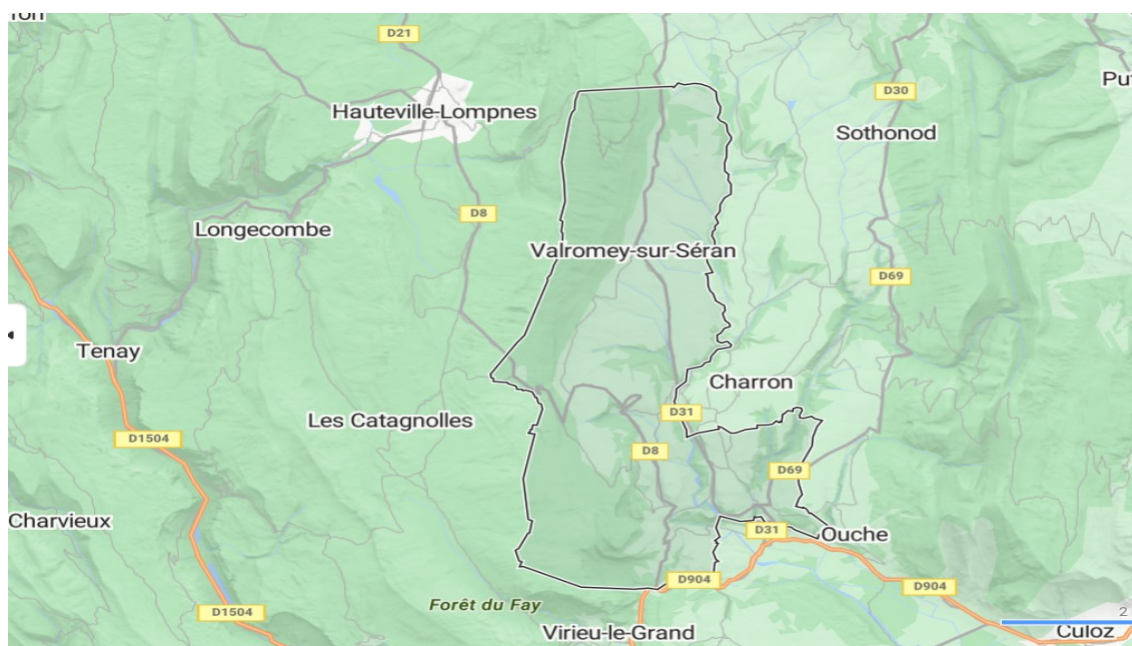 D21
Hauteville-Lompnes
D30
Sothonod
Longecombe
D8
Valromey-sur-Séran
D69
Tenay
Charron
Les Catagnolles
D31
D1504
D8
D69
Charvieux
D31
Ouche
D904
D904
Forêt du Fay
D1504
2
Virieu-le-Grand
Culoz